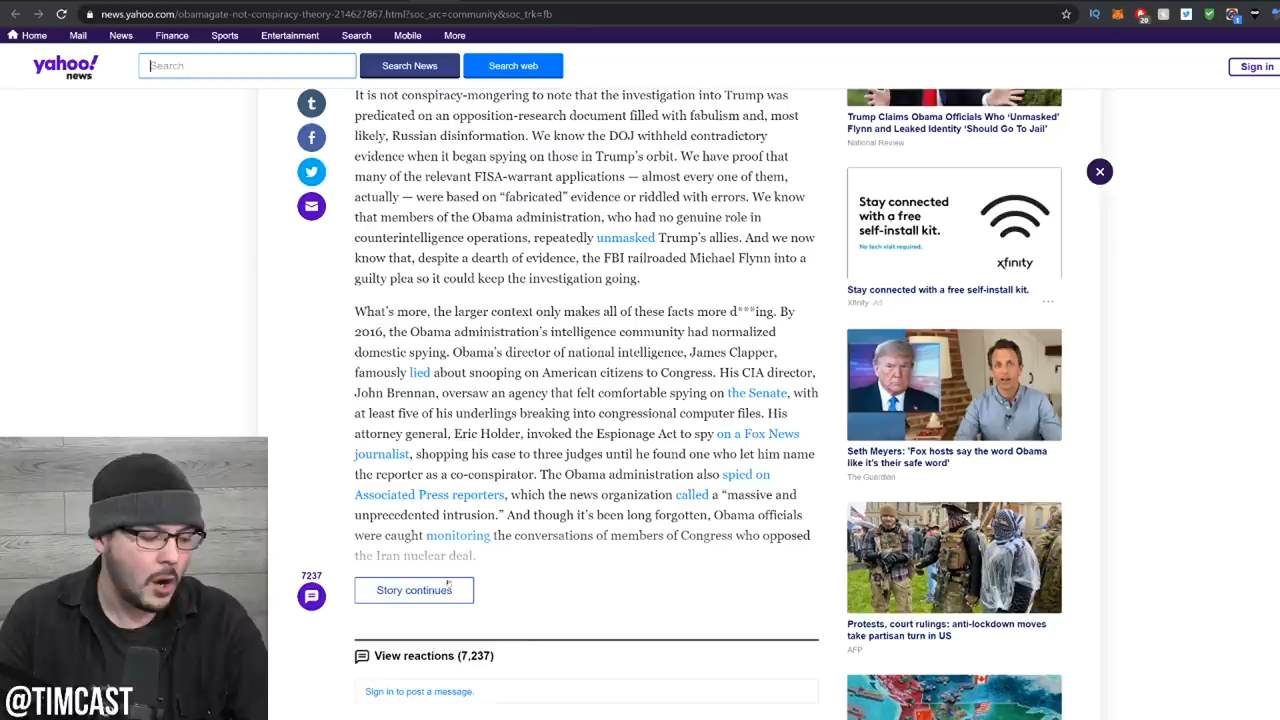 news.yahoo.com/obamagate-not-conspiracy-theory-214627867.html?soc_src=community&soc_trk=fb
Home Mail News Finance Sports Entertainment Search Mobile More
yahoo!
news
Search
Search News
Search web
Sign in
It is not conspiracy-mongering to note that the investigation into Trump was
predicated on an opposition-research document filled with fabulism and, most
likely, Russian disinformation. We know the DOJ withheld contradictory
evidence when it began spying on those in Trump's orbit. We have proof that
many of the relevant FISA-warrant applications — almost every one of them,
actually — were based on “fabricated” evidence or riddled with errors. We know
that members of the Obama administration, who had no genuine role in
counterintelligence operations, repeatedly unmasked Trump's allies. And we now
know that, despite a dearth of evidence, the FBI railroaded Michael Flynn into a
guilty plea so it could keep the investigation going.
What's more, the larger context only makes all of these facts more d***ing. By
2016, the Obama administration's intelligence community had normalized
domestic spying. Obama's director of national intelligence, James Clapper,
famously lied about snooping on American citizens to Congress. His CIA director,
John Brennan, oversaw an agency that felt comfortable spying on the Senate, with
at least five of his underlings breaking into congressional computer files. His
attorney general, Eric Holder, invoked the Espionage Act to spy on a Fox News
journalist, shopping his case to three judges until he found one who let him name
the reporter as a co-conspirator. The Obama administration also spied on
Associated Press reporters, which the news organization called a “massive and
unprecedented intrusion.” And though it's been long forgotten, Obama officials
were caught monitoring the conversations of members of Congress who opposed
the Iran nuclear deal.
7237
Story continues
View reactions (7,237)
Sign in to post a message.
Trump Claims Obama Officials Who ‘Unmasked’
Flynn and Leaked Identity ‘Should Go To Jail’
National Review
Stay connected
with a free
self-install kit.
No tech visit required.
xfinity
Stay connected with a free self-install kit.
Xfinity Ad
Seth Meyers: 'Fox hosts say the word Obama
like it's their safe word'
The Guardian
Protests, court rulings: anti-lockdown moves
take partisan turn in US
AFP
@TIMCAST